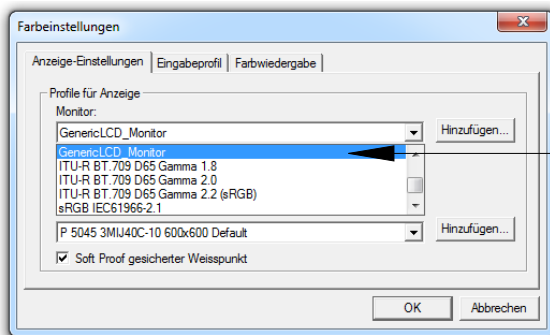 Farbeinstellungen
Anzeige-Einstellungen Eingabeprofil Farbwiedergabe
Profile für Anzeige
Monitor:
GenericLCD_Monitor Hinzufügen...
GenericLCD_Monitor
ITU-R BT.709 D65 Gamma 1.8
ITU-R BT.709 D65 Gamma 2.0
ITU-R BT.709 D65 Gamma 2.2 (sRGB)
sRGB IEC61966-2.1
P 5045 3MIJ40C-10 600x600 Default Hinzufügen...
Soft Proof gesicherter Weisspunkt
OK Abbrechen